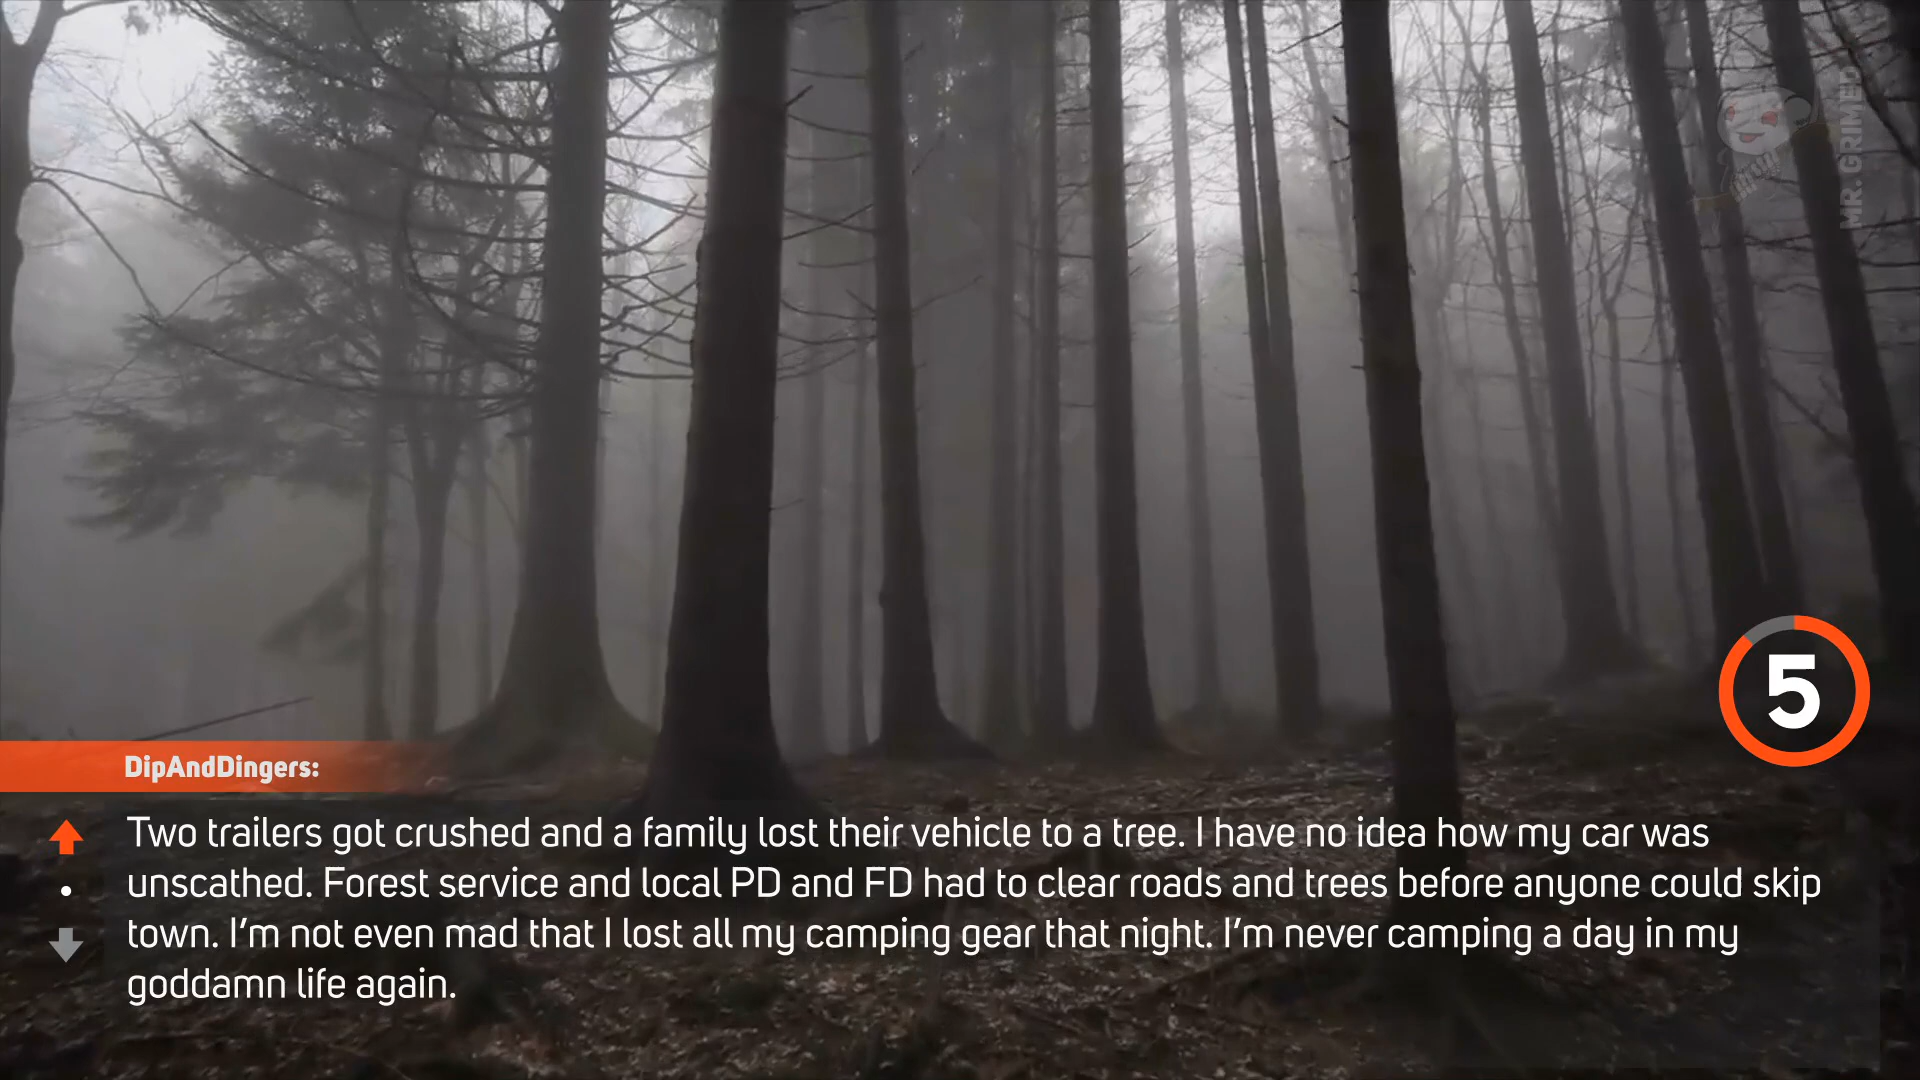 MR. GRIMED
5
DipAndDingers:
Two trailers got crushed and a family lost their vehicle to a tree. I have no idea how my car was
unscathed. Forest service and local PD and FD had to clear roads and trees before anyone could skip
town. I’m not even mad that I lost all my camping gear that night. I’m never camping a day in my
goddamn life again.